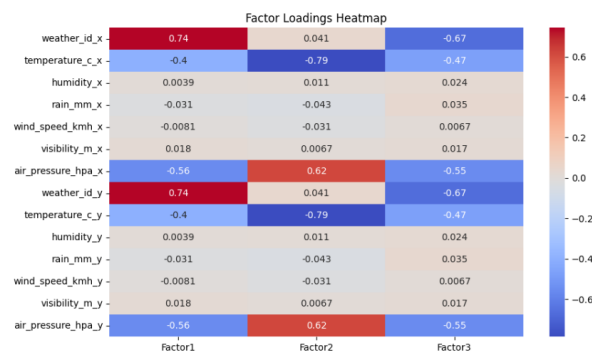 Factor Loadings Heatmap
weather_id_x 0.74 0.041 -0.67
temperature_c_x -0.4 -0.79 -0.47
humidity_x 0.0039 0.011 0.024
rain_mm_x -0.031 -0.043 0.035
wind_speed_kmh_x -0.0081 -0.031 0.0067
visibility_m_x 0.018 0.0067 0.017
air_pressure_hpa_x -0.56 0.62 -0.55
weather_id_y 0.74 0.041 -0.67
temperature_c_y -0.4 -0.79 -0.47
humidity_y 0.0039 0.011 0.024
rain_mm_y -0.031 -0.043 0.035
wind_speed_kmh_y -0.0081 -0.031 0.0067
visibility_m_y 0.018 0.0067 0.017
air_pressure_hpa_y -0.56 0.62 -0.55
Factor1 Factor2 Factor3
0.6
0.4
0.2
0.0
−0.2
−0.4
−0.6